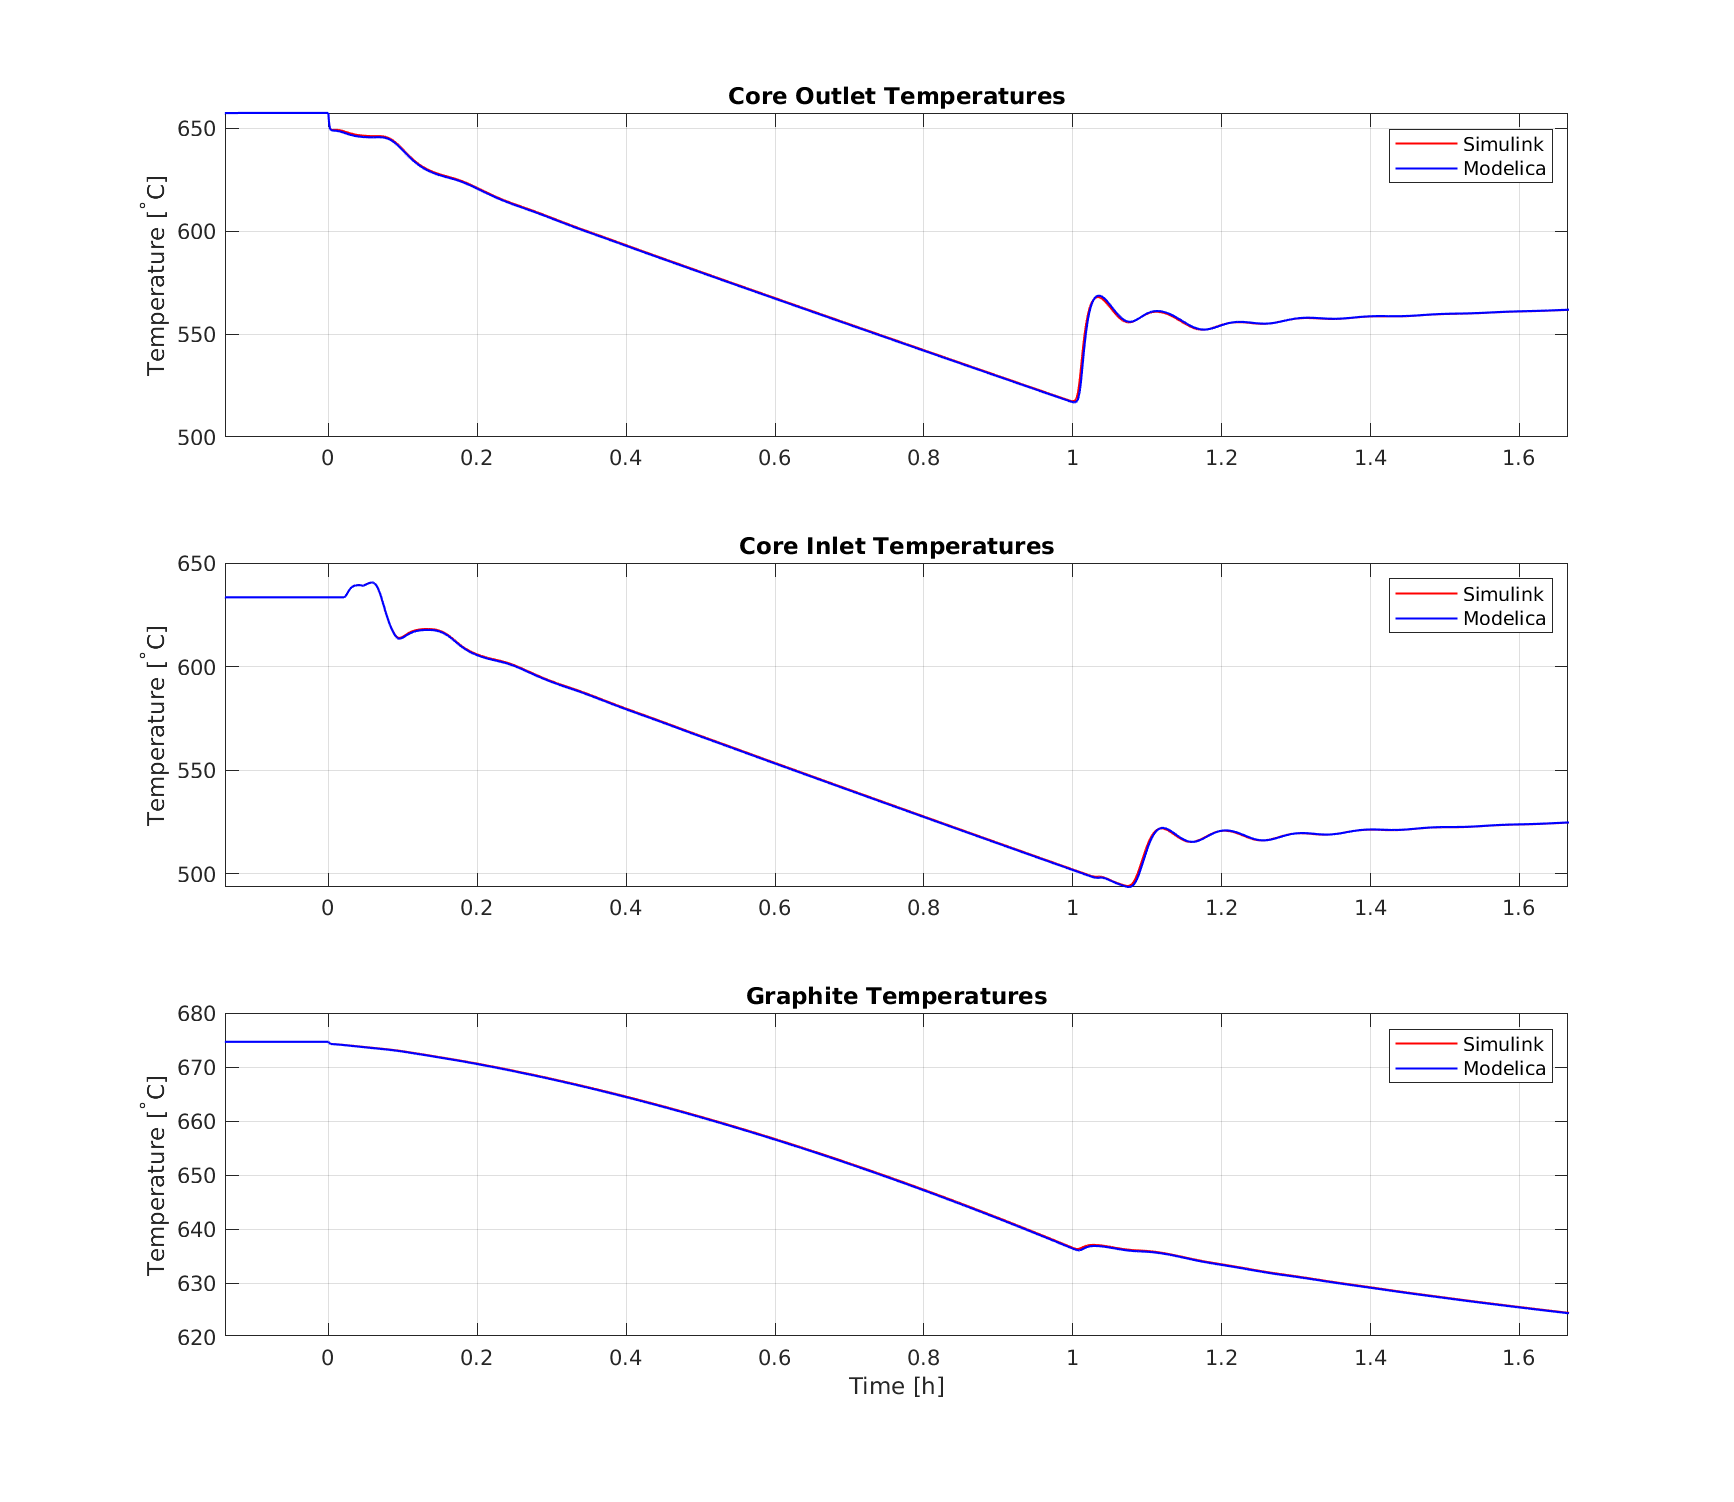 Core Outlet Temperatures
Temperature [°C]
650
600
550
500
0 0.2 0.4 0.6 0.8 1 1.2 1.4 1.6
Simulink
Modelica
Core Inlet Temperatures
Temperature [°C]
650
600
550
500
0 0.2 0.4 0.6 0.8 1 1.2 1.4 1.6
Simulink
Modelica
Graphite Temperatures
Temperature [°C]
680
670
660
650
640
630
620
0 0.2 0.4 0.6 0.8 1 1.2 1.4 1.6
Simulink
Modelica
Time [h]